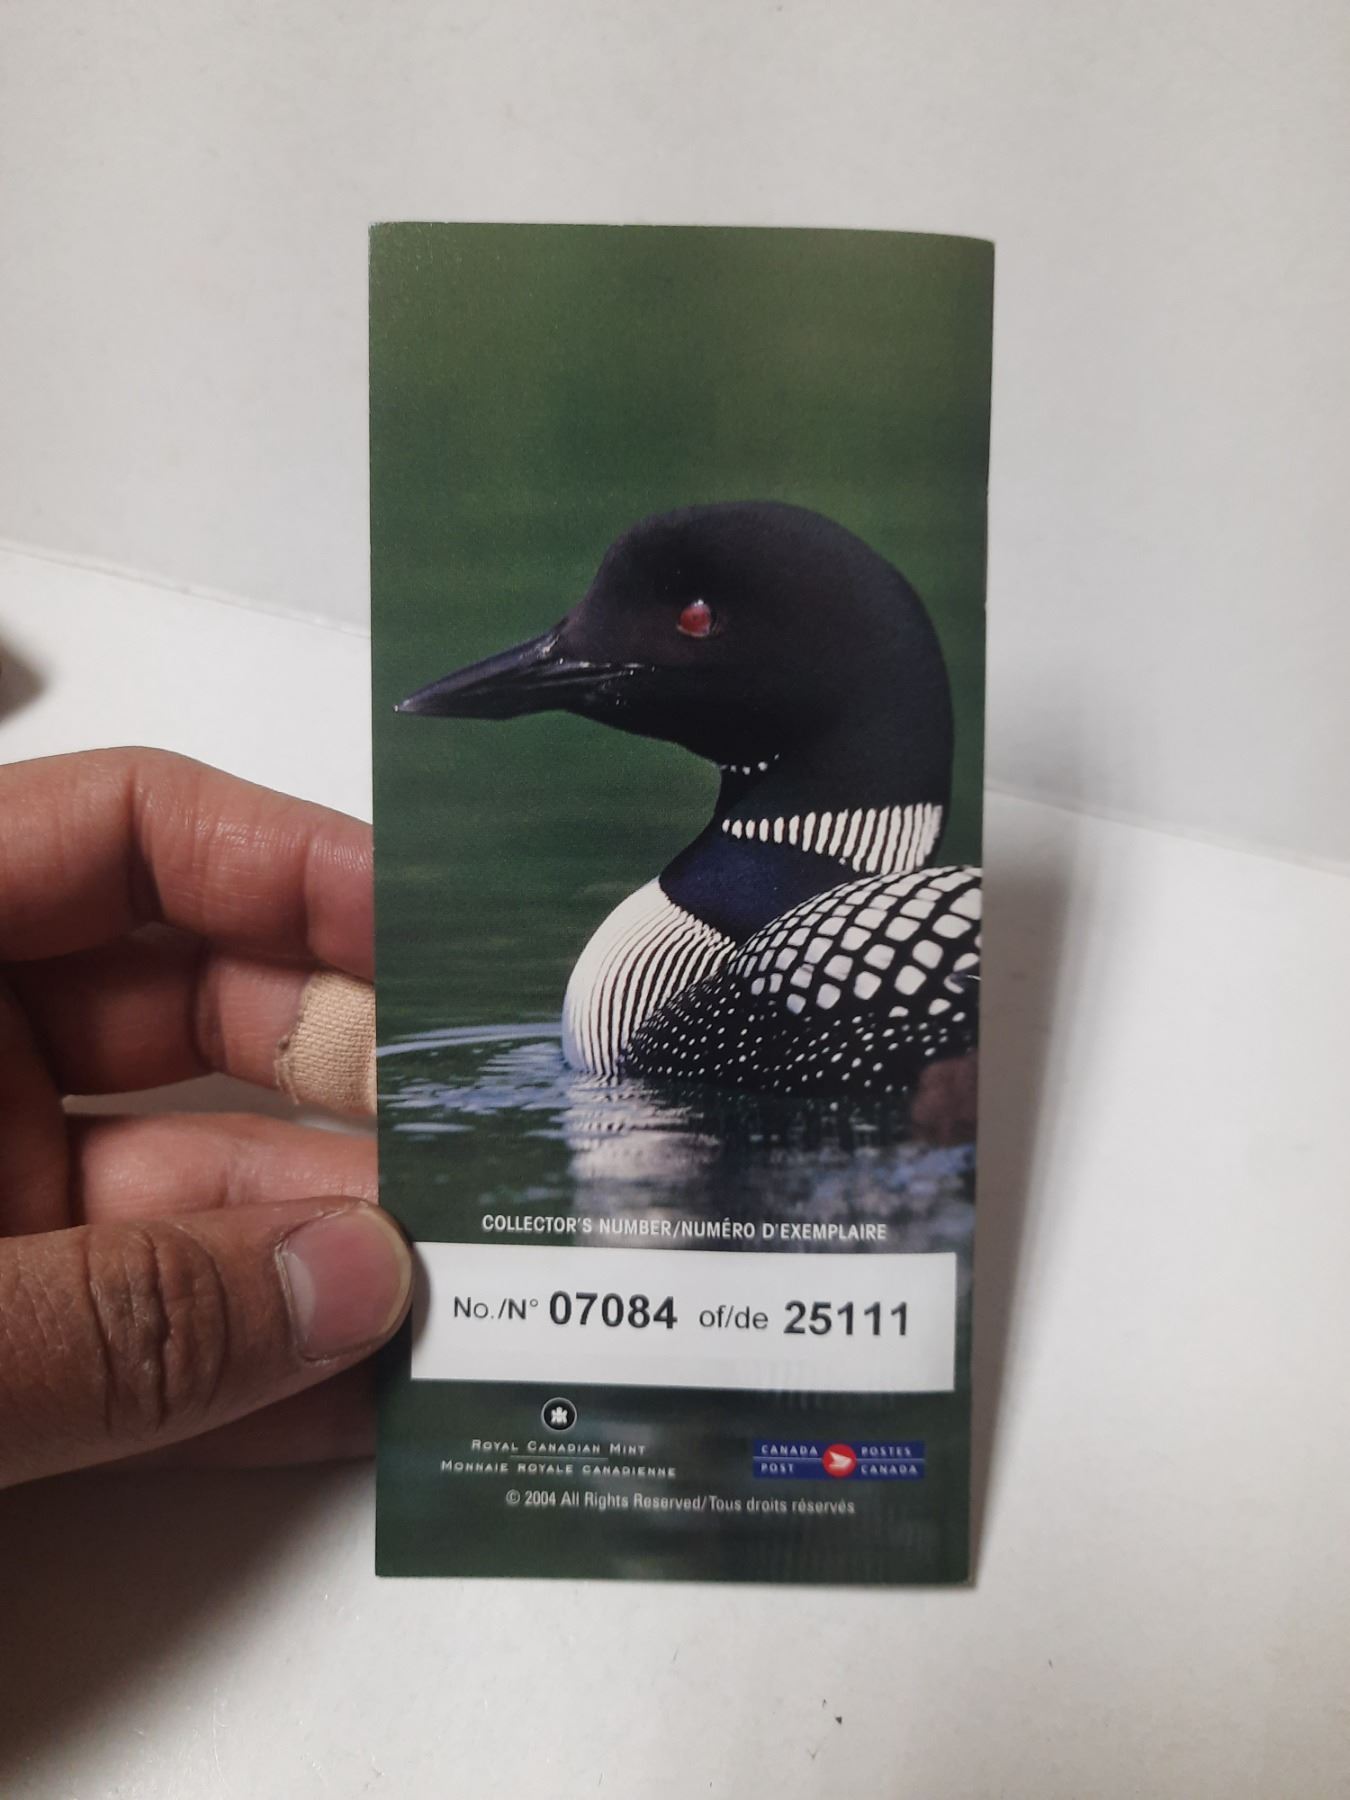 COLLECTOR'S NUMBER/NUMÉRO D'EXEMPLAIRE
No./N° 07084 of/de 25111
ROYAL CANADIAN MINT
MONNAIE ROYALE CANADIENNE
CANADA POSTES
POST CANADA
© 2004 All Rights Reserved/Tous droits réservés